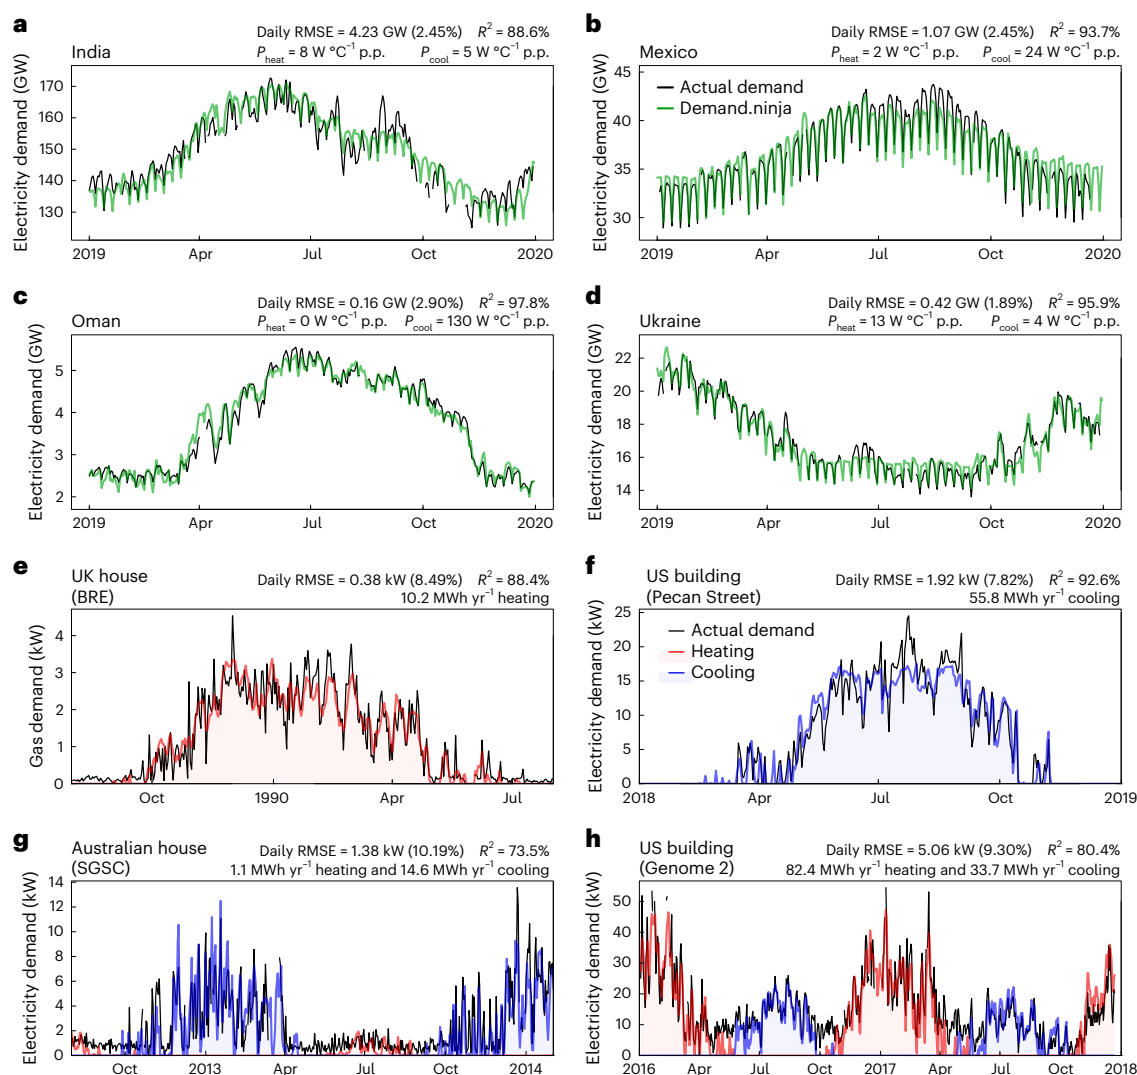 a
Daily RMSE = 4.23 GW (2.45%) R² = 88.6%
India
P_heat = 8 W °C⁻¹ p.p. P_cool = 5 W °C⁻¹ p.p.
Electricity demand (GW)
170
160
150
140
130
2019 Apr Jul Oct 2020
b
Daily RMSE = 1.07 GW (2.45%) R² = 93.7%
Mexico
P_heat = 2 W °C⁻¹ p.p. P_cool = 24 W °C⁻¹ p.p.
Electricity demand (GW)
45
40
35
30
Actual demand
Demand.ninja
2019 Apr Jul Oct 2020
c
Daily RMSE = 0.16 GW (2.90%) R² = 97.8%
Oman
P_heat = 0 W °C⁻¹ p.p. P_cool = 130 W °C⁻¹ p.p.
Electricity demand (GW)
5
4
3
2
2019 Apr Jul Oct 2020
d
Daily RMSE = 0.42 GW (1.89%) R² = 95.9%
Ukraine
P_heat = 13 W °C⁻¹ p.p. P_cool = 4 W °C⁻¹ p.p.
Electricity demand (GW)
22
20
18
16
14
2019 Apr Jul Oct 2020
e
UK house
(BRE)
Daily RMSE = 0.38 kW (8.49%) R² = 88.4%
10.2 MWh yr⁻¹ heating
Gas demand (kW)
4
3
2
1
0
Oct 1990 Apr Jul
f
US building
(Pecan Street)
Daily RMSE = 1.92 kW (7.82%) R² = 92.6%
55.8 MWh yr⁻¹ cooling
Electricity demand (kW)
25
20
15
10
5
0
Actual demand
Heating
Cooling
2018 Apr Jul Oct 2019
g
Australian house
(SGSC)
Daily RMSE = 1.38 kW (10.19%) R² = 73.5%
1.1 MWh yr⁻¹ heating and 14.6 MWh yr⁻¹ cooling
Electricity demand (kW)
14
12
10
8
6
4
2
0
Oct 2013 Apr Jul Oct 2014
h
US building
(Genome 2)
Daily RMSE = 5.06 kW (9.30%) R² = 80.4%
82.4 MWh yr⁻¹ heating and 33.7 MWh yr⁻¹ cooling
Electricity demand (kW)
50
40
30
20
10
0
2016 Apr Jul Oct 2017 Apr Jul Oct 2018